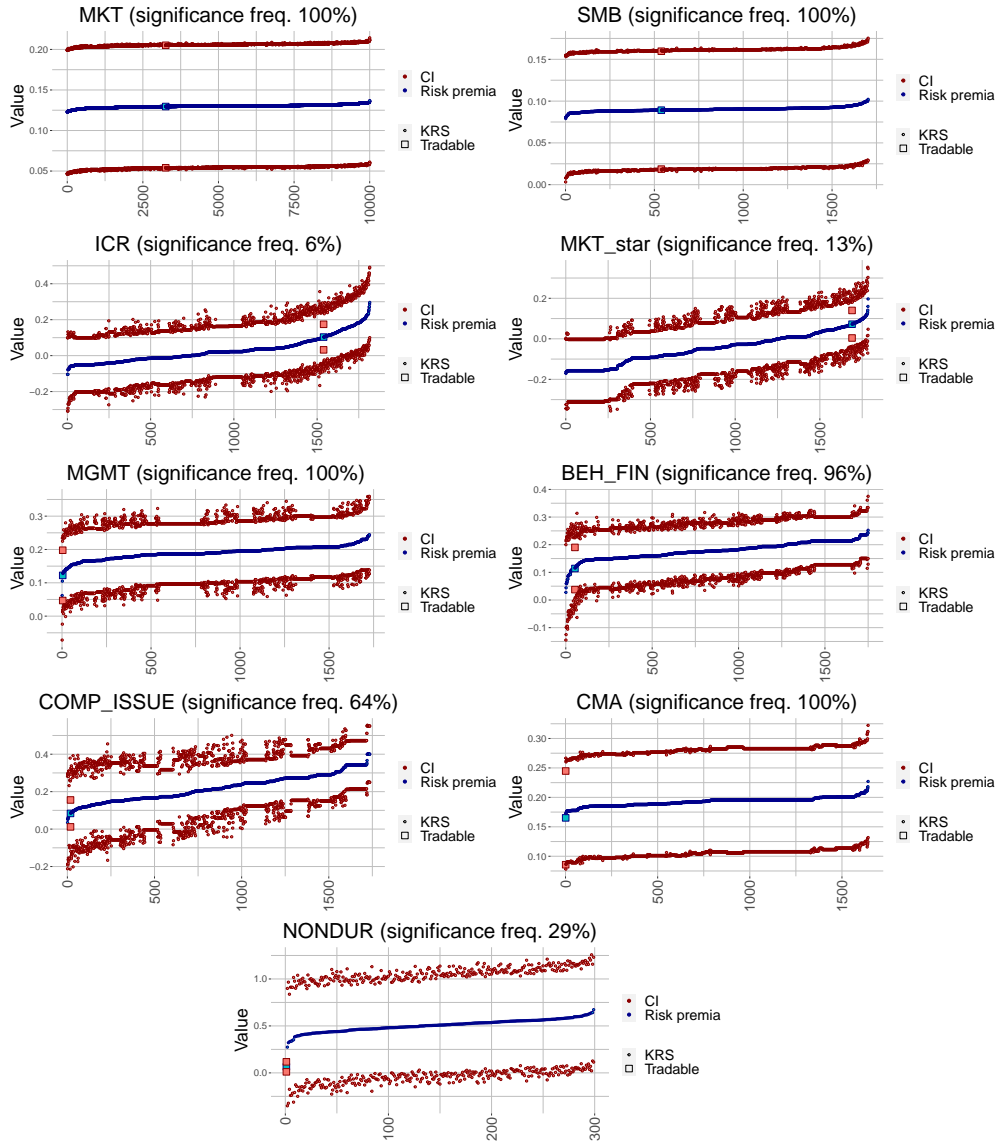 MKT (significance freq. 100%)
Value
0.20
0.15
0.10
0.05
0
2500
5000
7500
10000
CI
Risk premia
KRS
Tradable
SMB (significance freq. 100%)
Value
0.15
0.10
0.05
0.00
0
500
1000
1500
CI
Risk premia
KRS
Tradable
ICR (significance freq. 6%)
Value
0.4
0.2
0.0
−0.2
0
500
1000
1500
CI
Risk premia
KRS
Tradable
MKT_star (significance freq. 13%)
Value
0.2
0.0
−0.2
0
500
1000
1500
CI
Risk premia
KRS
Tradable
MGMT (significance freq. 100%)
Value
0.3
0.2
0.1
0.0
0
500
1000
1500
CI
Risk premia
KRS
Tradable
BEH_FIN (significance freq. 96%)
Value
0.4
0.3
0.2
0.1
0.0
−0.1
0
500
1000
1500
CI
Risk premia
KRS
Tradable
COMP_ISSUE (significance freq. 64%)
Value
0.4
0.2
0.0
−0.2
0
500
1000
1500
CI
Risk premia
KRS
Tradable
CMA (significance freq. 100%)
Value
0.30
0.25
0.20
0.15
0.10
0
500
1000
1500
CI
Risk premia
KRS
Tradable
NONDUR (significance freq. 29%)
Value
1.0
0.5
0.0
0
100
200
300
CI
Risk premia
KRS
Tradable